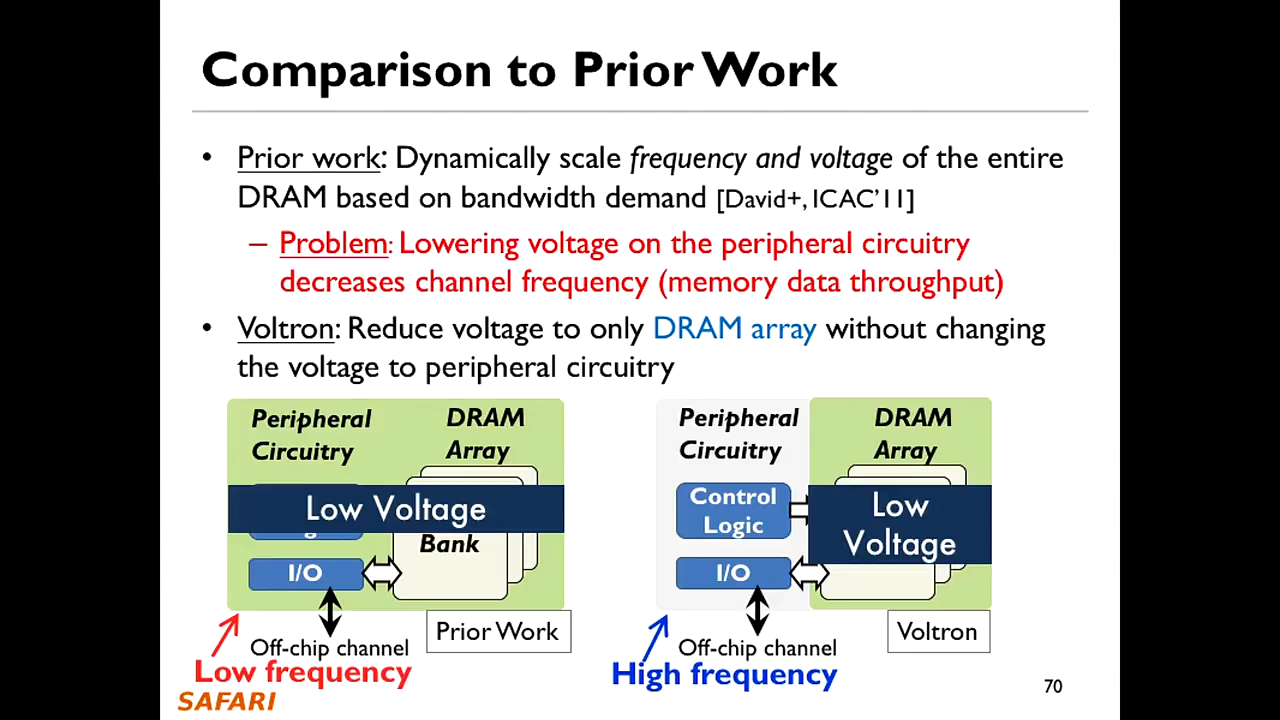 Comparison to Prior Work
• Prior work: Dynamically scale frequency and voltage of the entire
DRAM based on bandwidth demand [David+, ICAC'11]
– Problem: Lowering voltage on the peripheral circuitry
decreases channel frequency (memory data throughput)
• Voltron: Reduce voltage to only DRAM array without changing
the voltage to peripheral circuitry
Peripheral
Circuitry
DRAM
Array
Low Voltage
Bank
I/O
Off-chip channel
Prior Work
Low frequency
Peripheral
Circuitry
DRAM
Array
Control
Logic
Low
Voltage
I/O
Off-chip channel
Voltron
High frequency
SAFARI
70